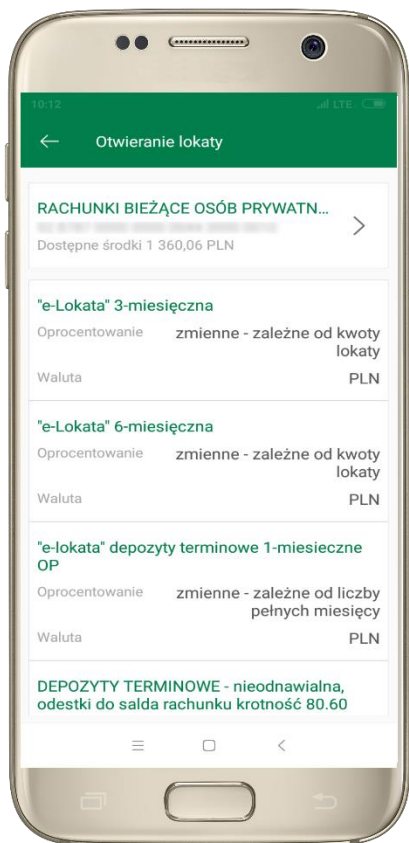 10:12
LTE
Otwieranie lokaty
RACHUNKI BIEŻĄCE OSÓB PRYWATN...
Dostępne środki 1 360,06 PLN
"e-Lokata" 3-miesięczna
Oprocentowanie zmienne - zależne od kwoty
lokaty
Waluta PLN
"e-Lokata" 6-miesięczna
Oprocentowanie zmienne - zależne od kwoty
lokaty
Waluta PLN
"e-lokata" depozyty terminowe 1-miesieczne
OP
Oprocentowanie zmienne - zależne od liczby
pełnych miesięcy
Waluta PLN
DEPOZYTY TERMINOWE - nieodnawialna,
odestki do salda rachunku krotność 80.60